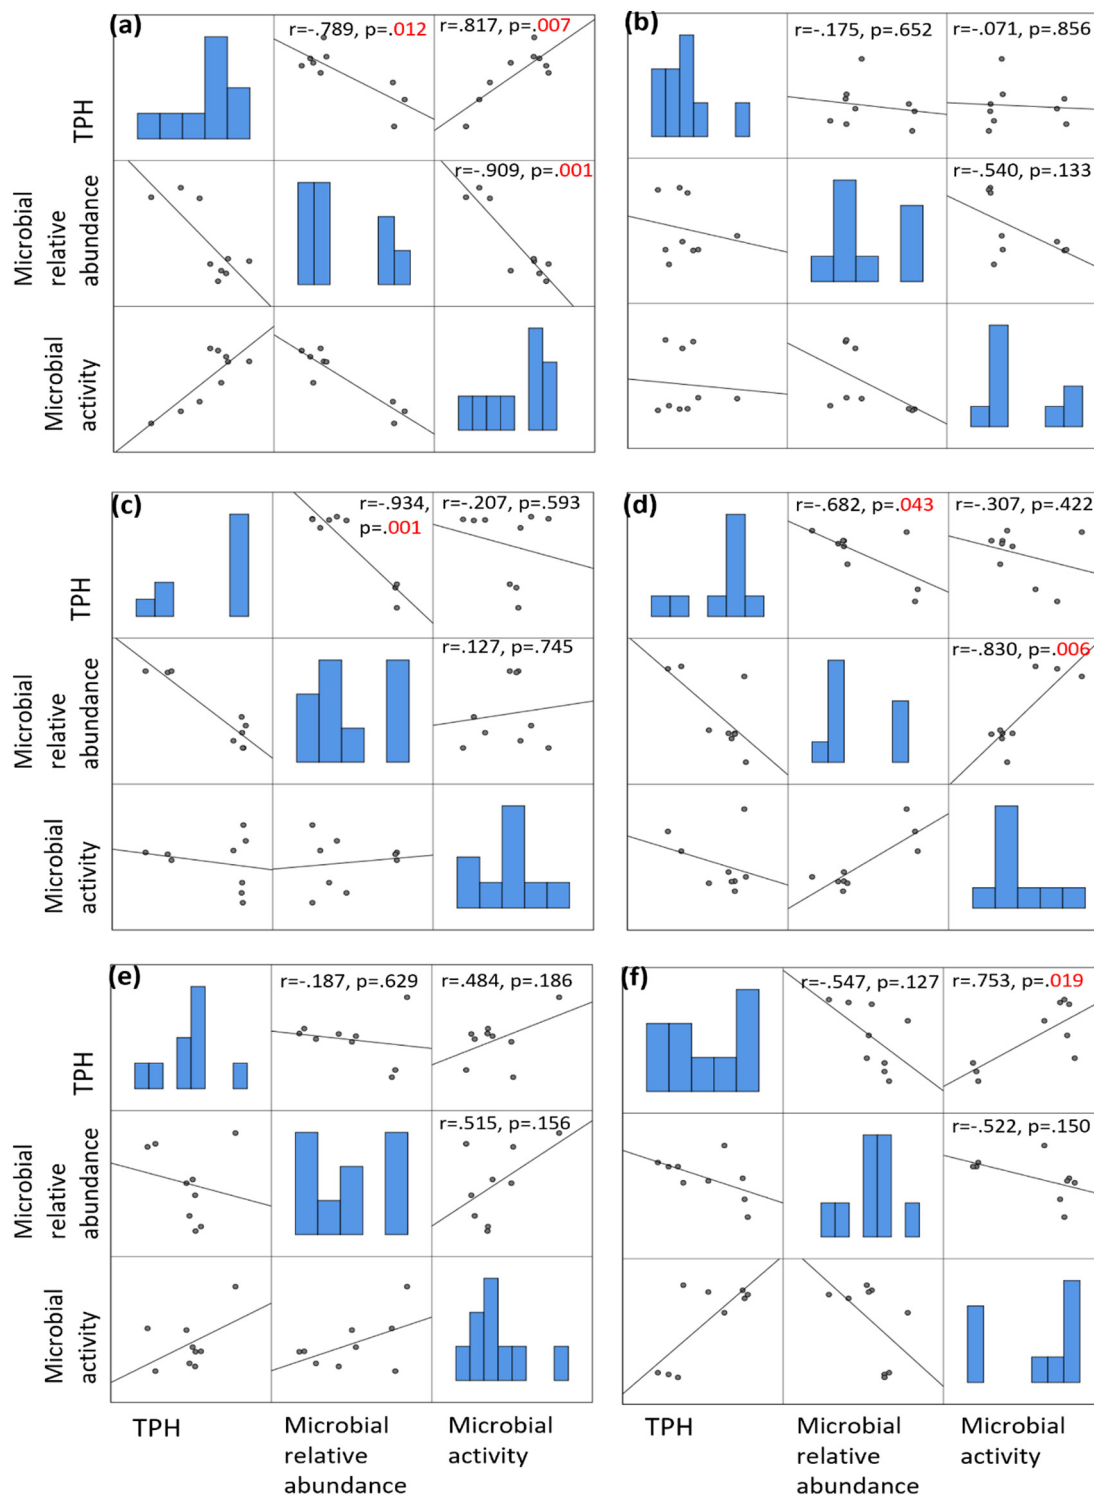 (a)
r=-.789, p=.012
r=.817, p=.007
TPH
r=-.909, p=.001
Microbial
relative
abundance
Microbial
activity
(b)
r=-.175, p=.652
r=-.071, p=.856
r=-.540, p=.133
(c)
r=-.934,
p=.001
r=-.207, p=.593
TPH
r=.127, p=.745
Microbial
relative
abundance
Microbial
activity
(d)
r=-.682, p=.043
r=-.307, p=.422
r=-.830, p=.006
(e)
r=-.187, p=.629
r=.484, p=.186
TPH
r=.515, p=.156
Microbial
relative
abundance
Microbial
activity
TPH
Microbial
relative
abundance
Microbial
activity
(f)
r=-.547, p=.127
r=.753, p=.019
r=-.522, p=.150
TPH
Microbial
relative
abundance
Microbial
activity